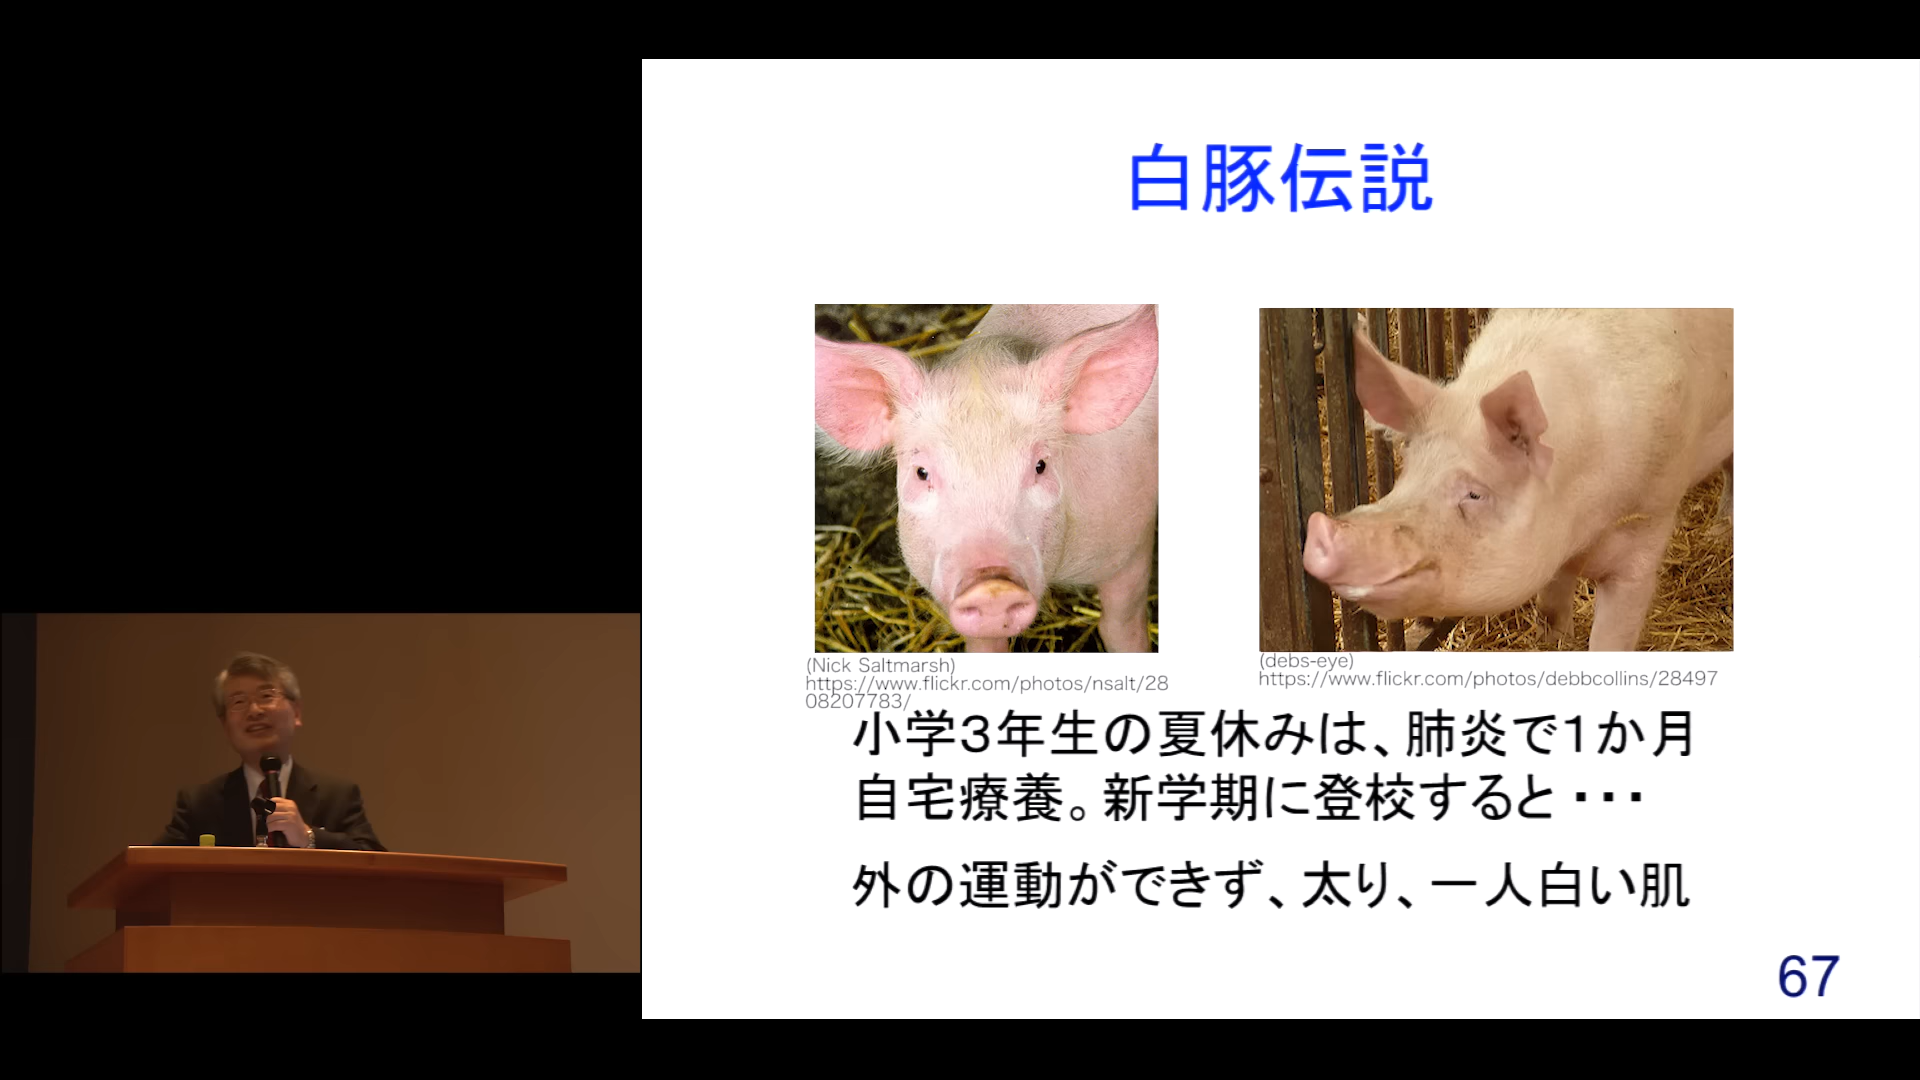 白豚伝説
(Nick Saltmarsh)
https://www.flickr.com/photos/nsalt/28
08207783/
(debs-eye)
https://www.flickr.com/photos/debbcollins/28497
小学３年生の夏休みは、肺炎で１か月
自宅療養。新学期に登校すると・・・
外の運動ができず、太り、一人白い肌
67